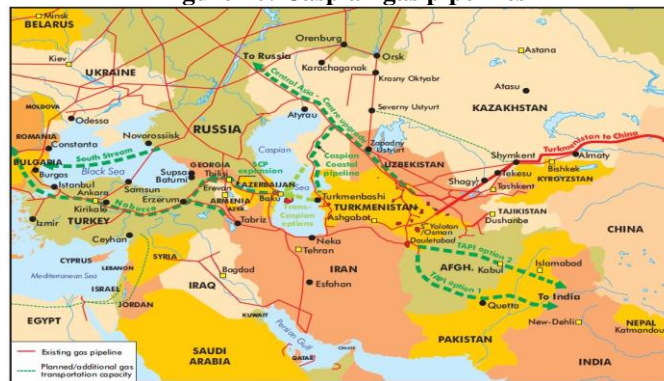 Minsk
BELARUS
Kiev
UKRAINE
MOLDOVA
ROMANIA
Odessa
Constanta
BULGARIA
Burgas
Istanbul
Ankara
Kirikale
Izmir
TURKEY
Ceyhan
Samsun
Erzerum
Nabucco
South Stream
Black Sea
Novorossiisk
RUSSIA
To Russia
Orenburg
Karachaganak
Orsk
Krasny Oktyabr
Atyrau
Central Asia - Centre upgrade
Severny Ustyurt
Zapadny
Ustyurt
Astana
Atasu
KAZAKHSTAN
Turkmenistan to China
Shymkent
Almaty
Bishkek
KYRGYZSTAN
Tekesu
Shagyl
Tashkent
UZBEKISTAN
TAJIKISTAN
Dushanbe
CHINA
Caspian
Sea
Caspian
Coastal
pipeline
SCP
expansion
GEORGIA
Tbilisi
Supsa
Batumi
Erevan
ARMENIA
AZER.
AZERBAIJAN
Baku
Trans-
Caspian
options
Turkmenbashi
TURKMENISTAN
Ashgabat
S. Yolotan
/Osman
Dauletabad
Tabriz
Neka
Tehran
IRAN
Esfahan
AFGH.
Kabul
TAPI option 2
TAPI option 1
Islamabad
To India
Quetta
New-Delhi
PAKISTAN
INDIA
NEPAL
Katmandou
CYPRUS
Mediterranean Sea
LEBANON
SYRIA
ISRAEL
JORDAN
EGYPT
IRAQ
Bagdad
KUWAIT
Persian Gulf
QATAR
SAUDI
ARABIA
Existing gas pipeline
Planned/additional gas
transportation capacity